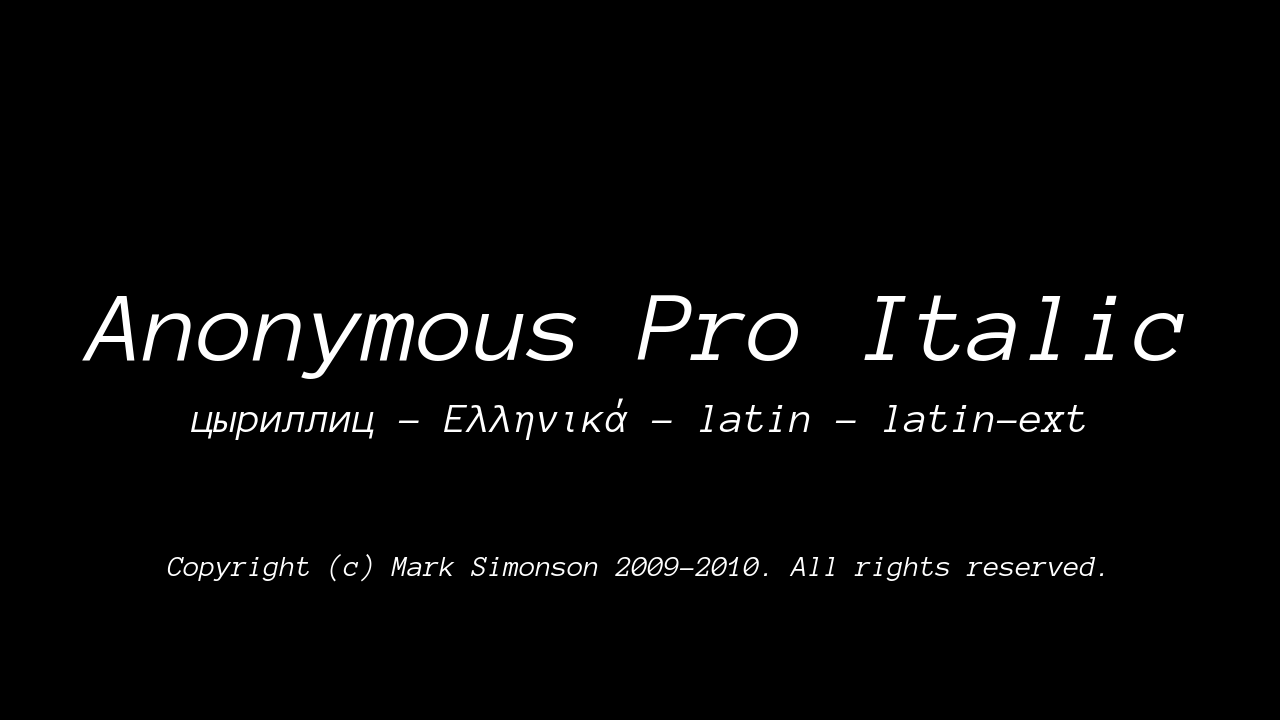 Anonymous Pro Italic
цыриллиц - Ελληνικά - latin - latin-ext
Copyright (c) Mark Simonson 2009-2010. All rights reserved.